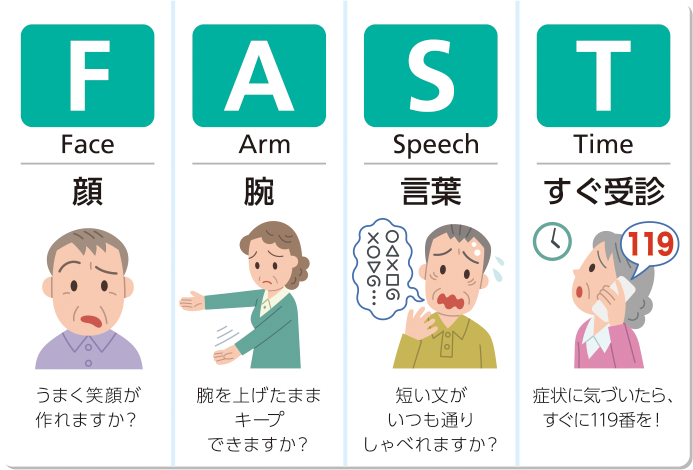 F
Face
顔
うまく笑顔が
作れますか？
A
Arm
腕
腕を上げたまま
キープ
できますか？
S
Speech
言葉
○△×□G
×○▽G…
短い文が
いつも通り
しゃべれますか？
T
Time
すぐ受診
119
症状に気づいたら、
すぐに119番を！